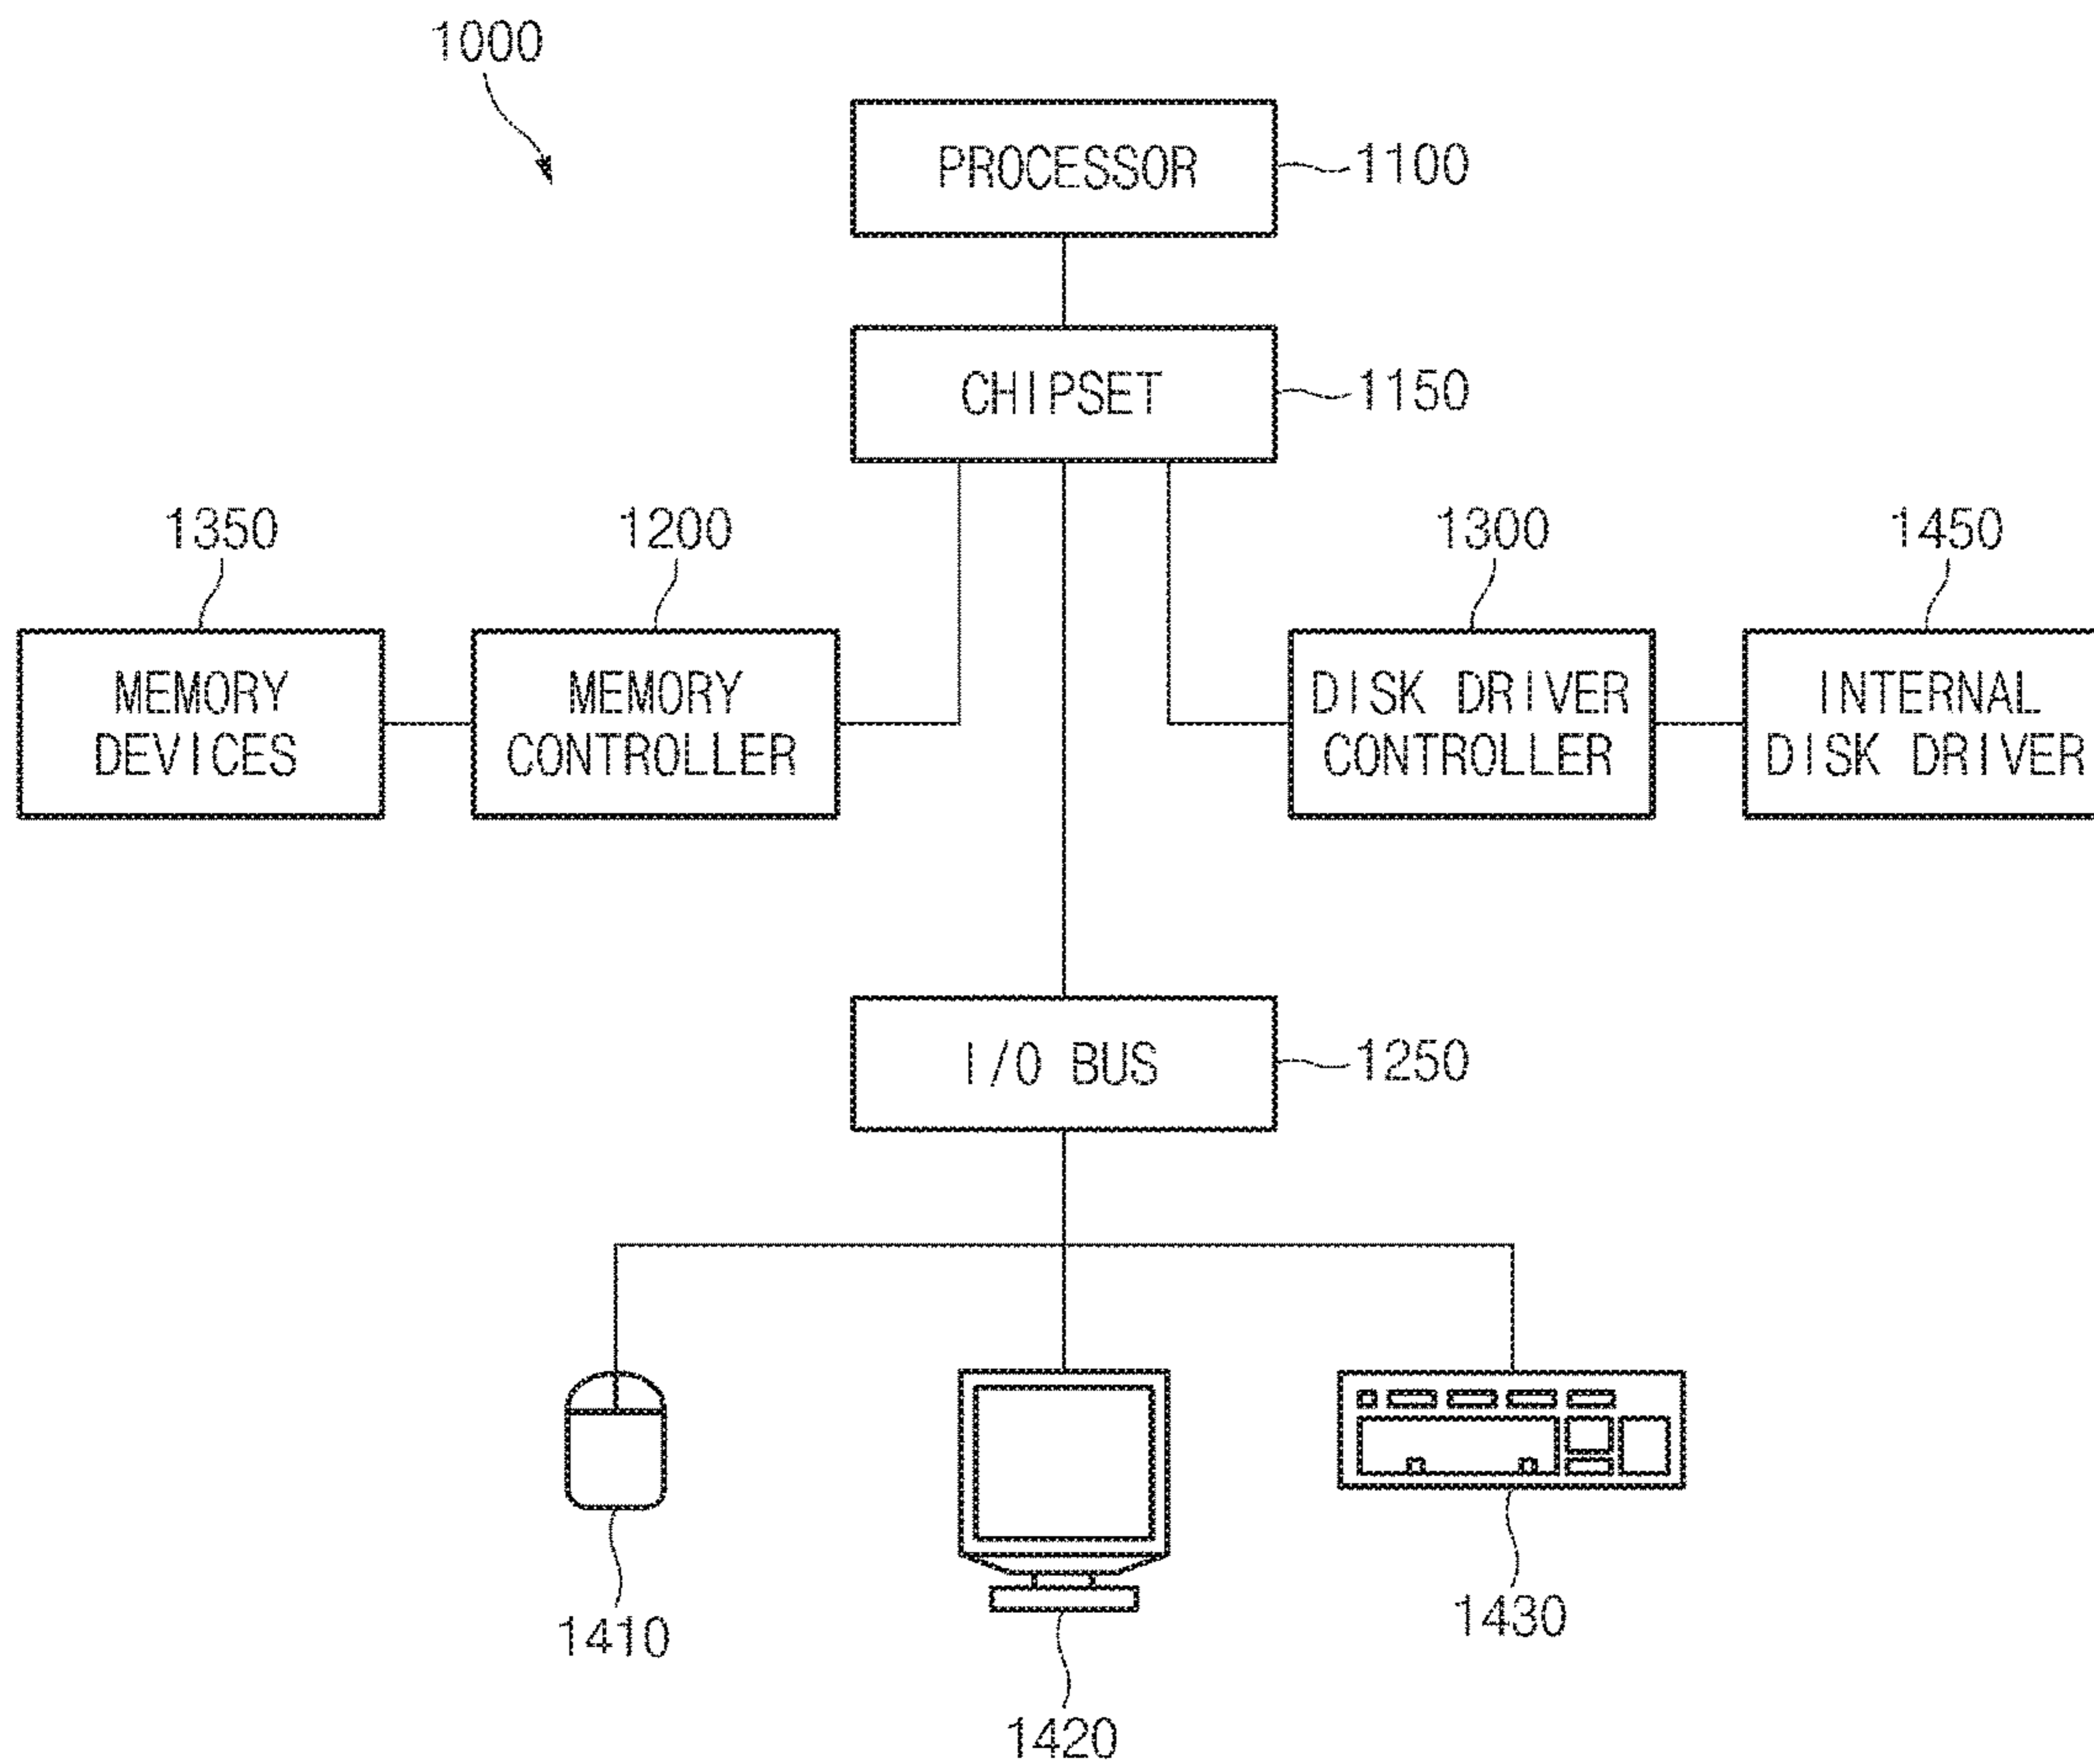 1000
PROCESSOR
1100
CHIPSET
1150
1350
1200
1300
1450
MEMORY
DEVICES
MEMORY
CONTROLLER
DISK DRIVER
CONTROLLER
INTERNAL
DISK DRIVER
I/O BUS
1250
1410
1420
1430